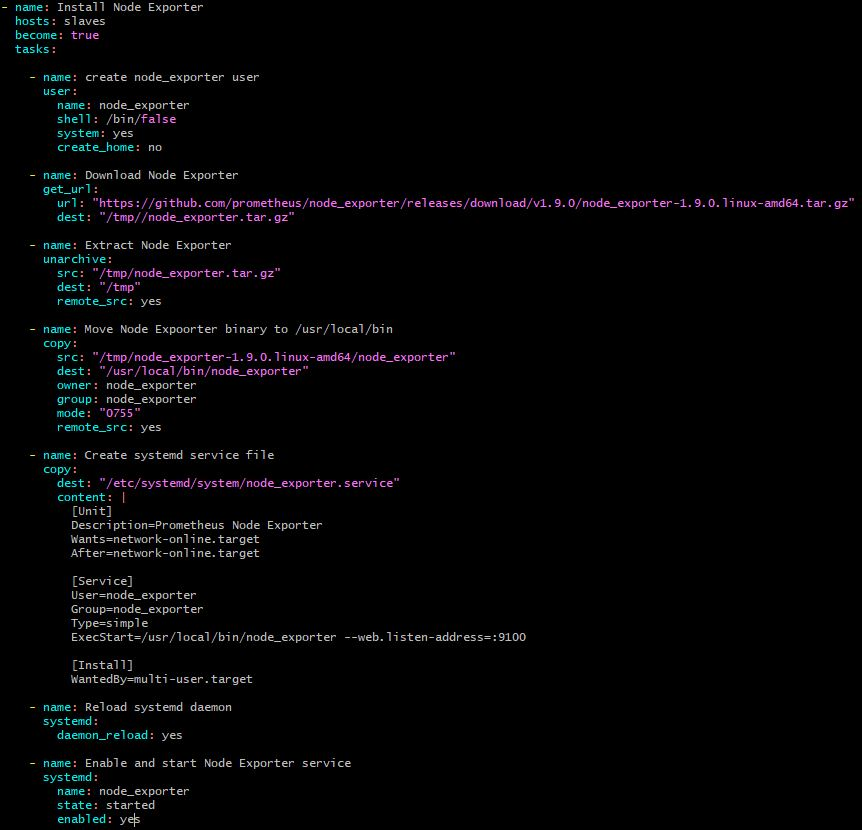 - name: Install Node Exporter
  hosts: slaves
  become: true
  tasks:

    - name: create node_exporter user
      user:
        name: node_exporter
        shell: /bin/false
        system: yes
        create_home: no

    - name: Download Node Exporter
      get_url:
        url: "https://github.com/prometheus/node_exporter/releases/download/v1.9.0/node_exporter-1.9.0.linux-amd64.tar.gz"
        dest: "/tmp//node_exporter.tar.gz"

    - name: Extract Node Exporter
      unarchive:
        src: "/tmp/node_exporter.tar.gz"
        dest: "/tmp"
        remote_src: yes

    - name: Move Node Expoorter binary to /usr/local/bin
      copy:
        src: "/tmp/node_exporter-1.9.0.linux-amd64/node_exporter"
        dest: "/usr/local/bin/node_exporter"
        owner: node_exporter
        group: node_exporter
        mode: "0755"
        remote_src: yes

    - name: Create systemd service file
      copy:
        dest: "/etc/systemd/system/node_exporter.service"
        content: |
          [Unit]
          Description=Prometheus Node Exporter
          Wants=network-online.target
          After=network-online.target

          [Service]
          User=node_exporter
          Group=node_exporter
          Type=simple
          ExecStart=/usr/local/bin/node_exporter --web.listen-address=:9100

          [Install]
          WantedBy=multi-user.target

    - name: Reload systemd daemon
      systemd:
        daemon_reload: yes

    - name: Enable and start Node Exporter service
      systemd:
        name: node_exporter
        state: started
        enabled: yes